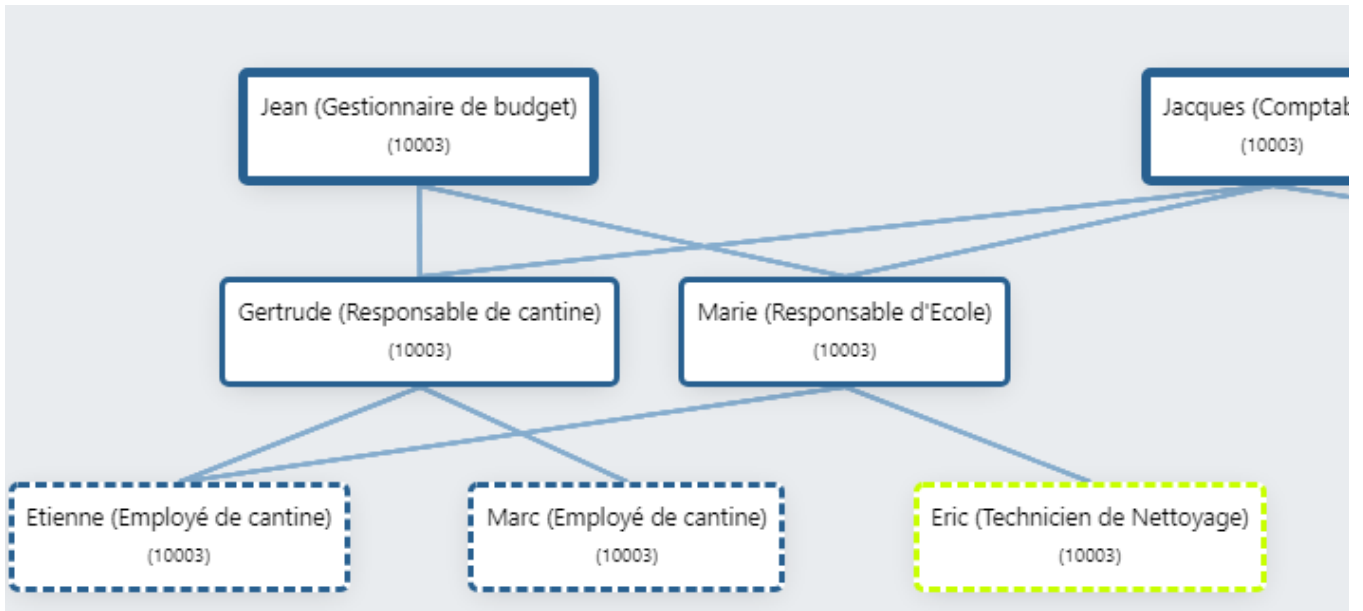 Jean (Gestionnaire de budget)
(10003)
Jacques (Comptab
(10003)
Gertrude (Responsable de cantine)
(10003)
Marie (Responsable d'Ecole)
(10003)
Etienne (Employé de cantine)
(10003)
Marc (Employé de cantine)
(10003)
Eric (Technicien de Nettoyage)
(10003)